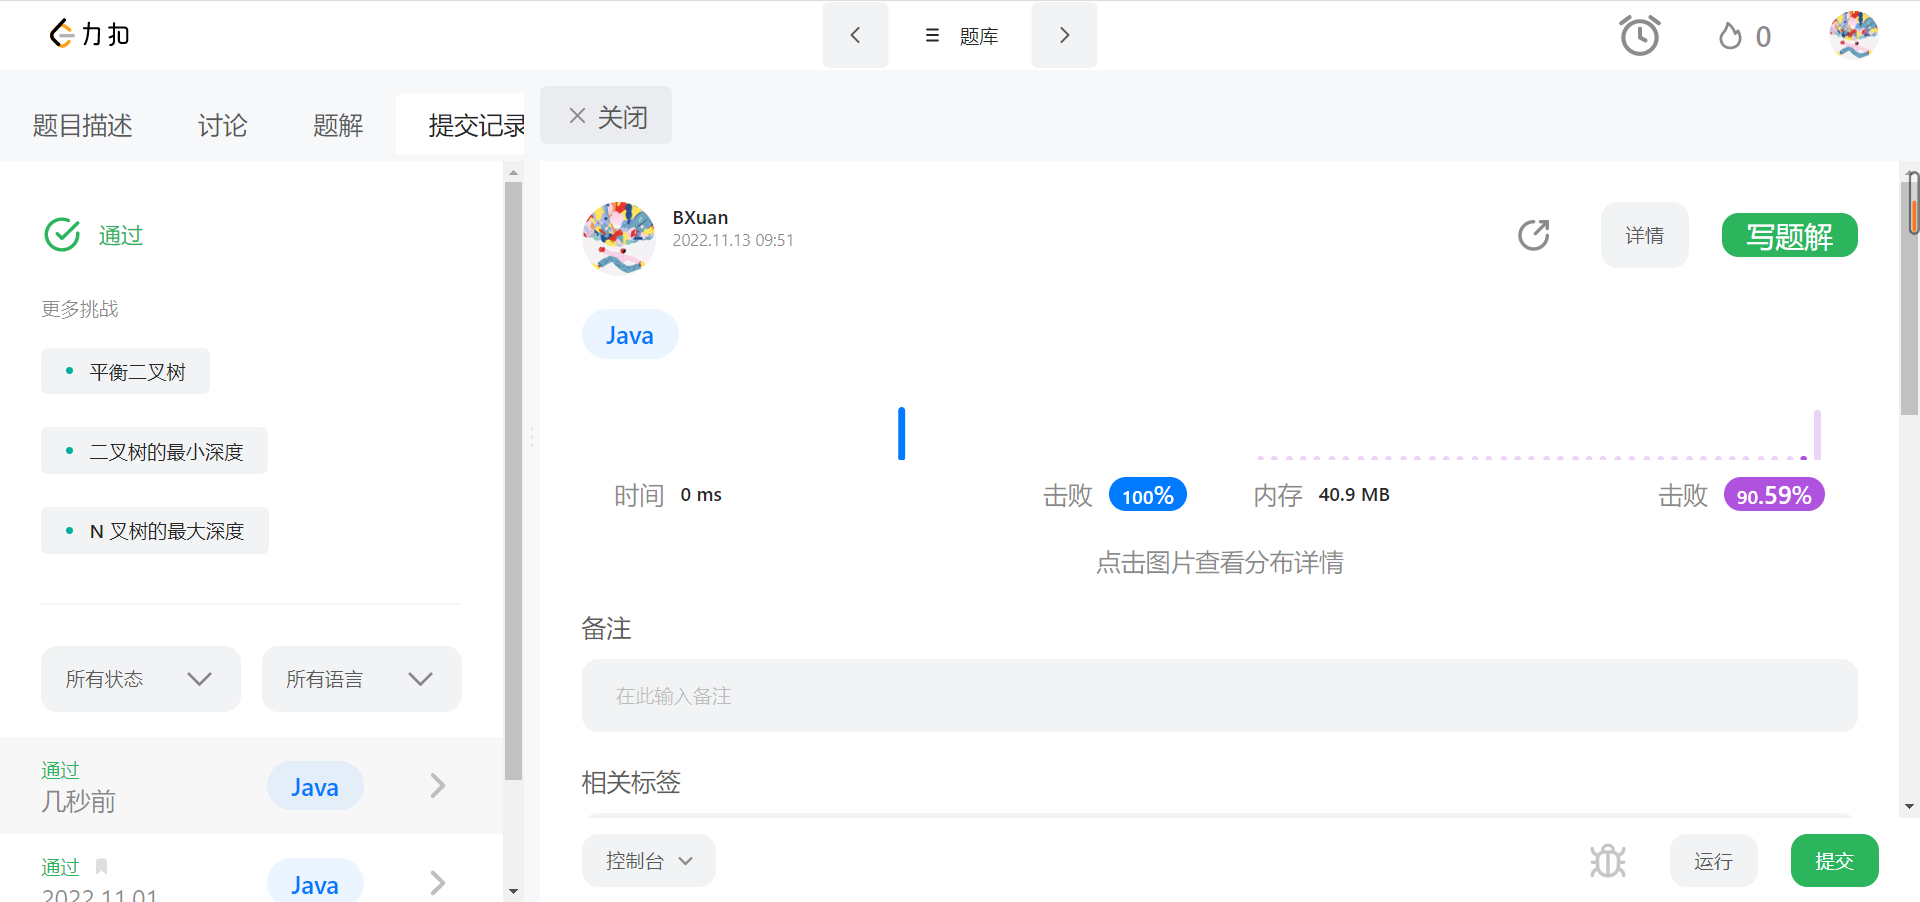 力扣
题库
0
题目描述
讨论
题解
提交记录
关闭
通过
更多挑战
平衡二叉树
二叉树的最小深度
N 叉树的最大深度
所有状态
所有语言
通过
几秒前
Java
通过
2022.11.01
Java
BXuan
2022.11.13 09:51
详情
写题解
Java
时间 0 ms
击败 100%
内存 40.9 MB
击败 90.59%
点击图片查看分布详情
备注
在此输入备注
相关标签
控制台
运行
提交